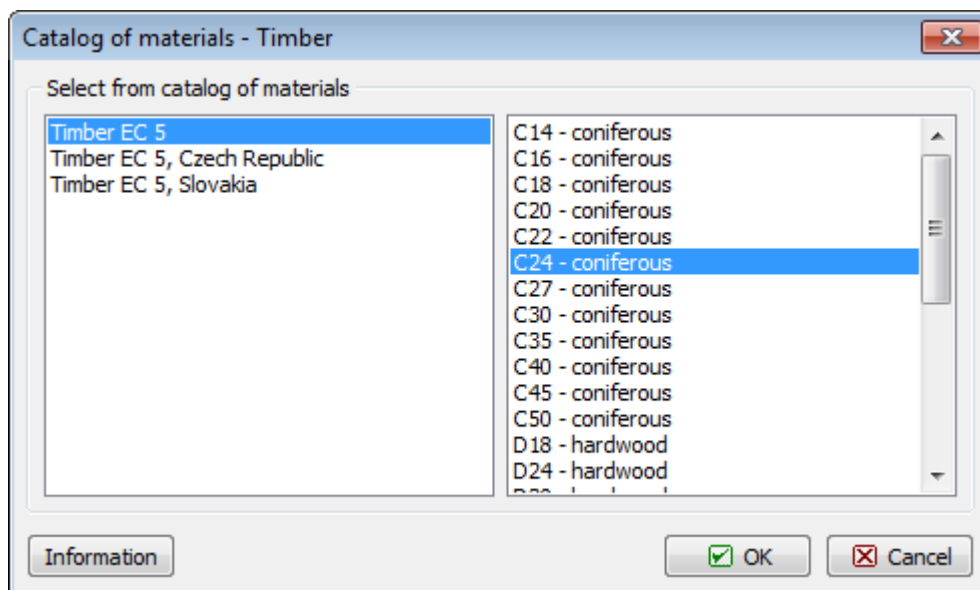 Catalog of materials - Timber
Select from catalog of materials
Timber EC 5
Timber EC 5, Czech Republic
Timber EC 5, Slovakia
C14 - coniferous
C16 - coniferous
C18 - coniferous
C20 - coniferous
C22 - coniferous
C24 - coniferous
C27 - coniferous
C30 - coniferous
C35 - coniferous
C40 - coniferous
C45 - coniferous
C50 - coniferous
D18 - hardwood
D24 - hardwood
Information
OK
Cancel